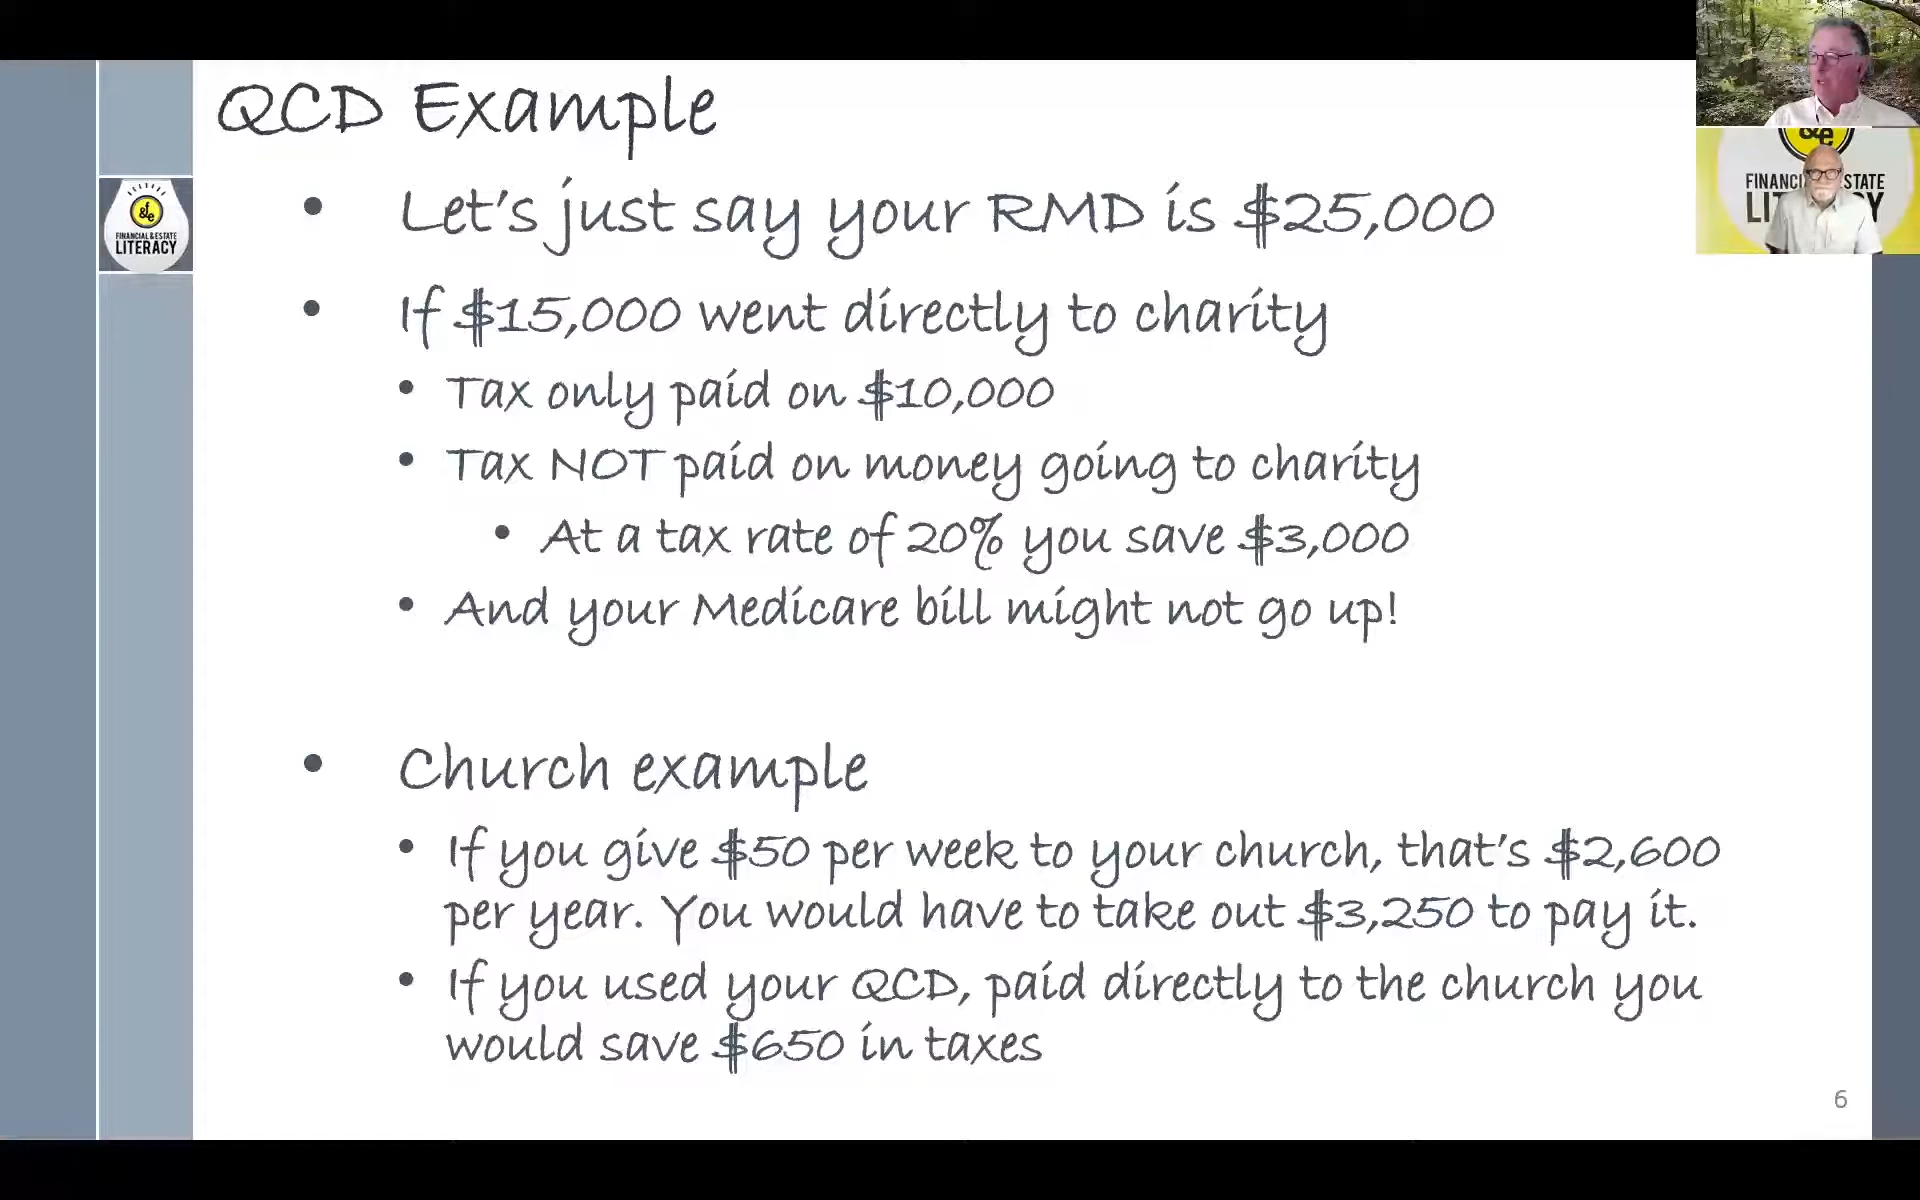 QCD Example
Let's just say your RMD is $25,000
If $15,000 went directly to charity
Tax only paid on $10,000
Tax NOT paid on money going to charity
At a tax rate of 20% you save $3,000
And your Medicare bill might not go up!
Church example
If you give $50 per week to your church, that's $2,600
per year. You would have to take out $3,250 to pay it.
If you used your QCD, paid directly to the church you
would save $650 in taxes
6
&fe
FINANCIAL & ESTATE
LITERACY
&e
FINANCI STATE
LIT Y